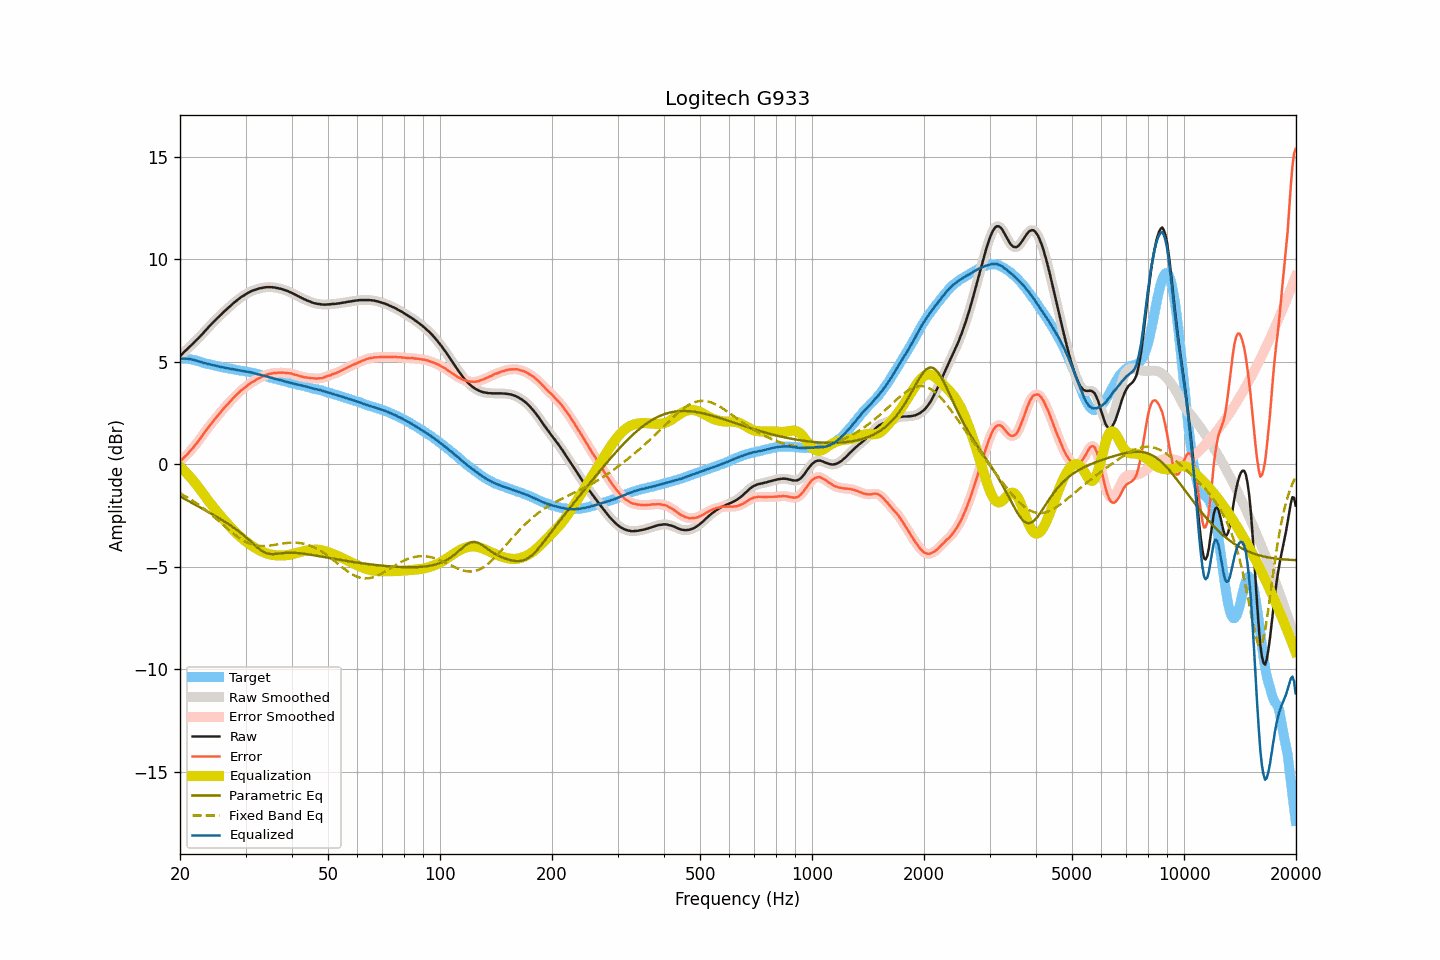 Logitech G933
15
10
5
0
−5
−10
−15
Amplitude (dBr)
Target
Raw Smoothed
Error Smoothed
Raw
Error
Equalization
Parametric Eq
Fixed Band Eq
Equalized
20 50 100 200 500 1000 2000 5000 10000 20000
Frequency (Hz)